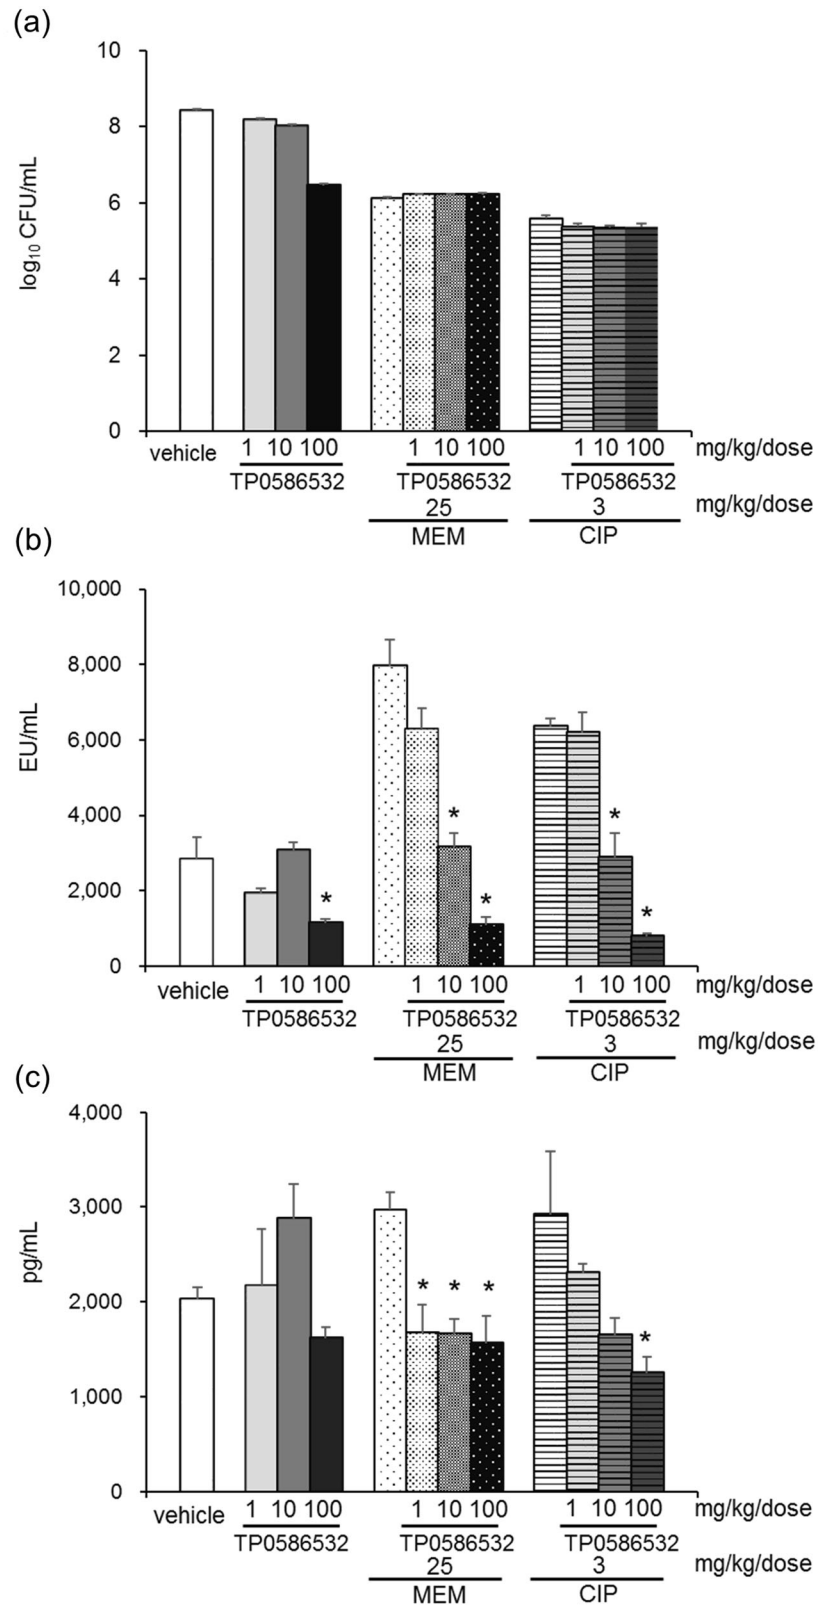 (a)
10
8
6
4
2
0
log10 CFU/mL
vehicle
1 10 100
TP0586532
1 10 100
TP0586532
25
MEM
1 10 100
TP0586532
3
CIP
mg/kg/dose
mg/kg/dose
(b)
10,000
8,000
6,000
4,000
2,000
0
EU/mL
*
*
*
*
*
vehicle
1 10 100
TP0586532
1 10 100
TP0586532
25
MEM
1 10 100
TP0586532
3
CIP
mg/kg/dose
mg/kg/dose
(c)
4,000
3,000
2,000
1,000
0
pg/mL
* * *
*
vehicle
1 10 100
TP0586532
1 10 100
TP0586532
25
MEM
1 10 100
TP0586532
3
CIP
mg/kg/dose
mg/kg/dose